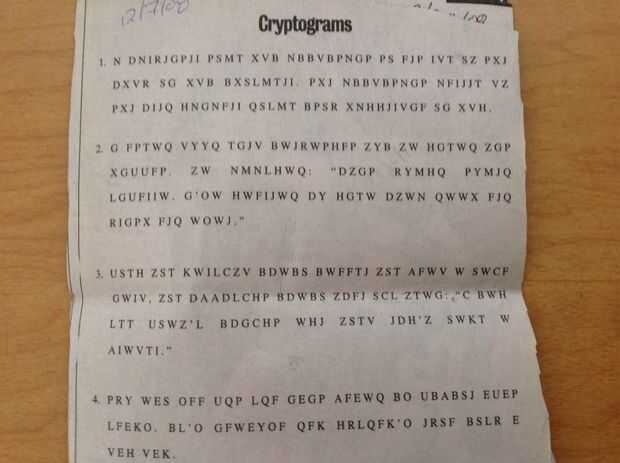 12/7/08
Cryptograms
1. N DNIRJGPJI PSMT XVB NBBVBPNGP PS FJP IVT SZ PXJ
DXVR SG XVB BXSLMTJI. PXJ NBBVBPNGP NFIJJT VZ
PXJ DIJQ HNGNFJI QSLMT BPSR XNHHJIVGF SG XVH.
2. G FPTWQ VYYQ TGJV BWJRWPHFP ZYB ZW HGTWQ ZGP
XGUUFP. ZW NMNLHWQ: "DZGP RYMHQ PYMJQ
LGUFIIW. G'OW HWFIJWQ DY HGTW DZWN QWWX FJQ
RIGPX FJQ WOWJ."
3. USTH ZST KWILCZV BDWBS BWFFTJ ZST AFWV W SWCF
GWIV, ZST DAADLCHP BDWBS ZDFJ SCL ZTWG: "C BWH
LTT USWZ'L BDGCHP WHJ ZSTV JDH'Z SWKT W
AIWVTI."
4. PRY WES OFF UQP LQF GEGP AFEWQ BO UBABSJ EUEP
LFEKO. BL'O GFWEYOF QFK HRLQFK'O JRSF BSLR E
VEH VEK.